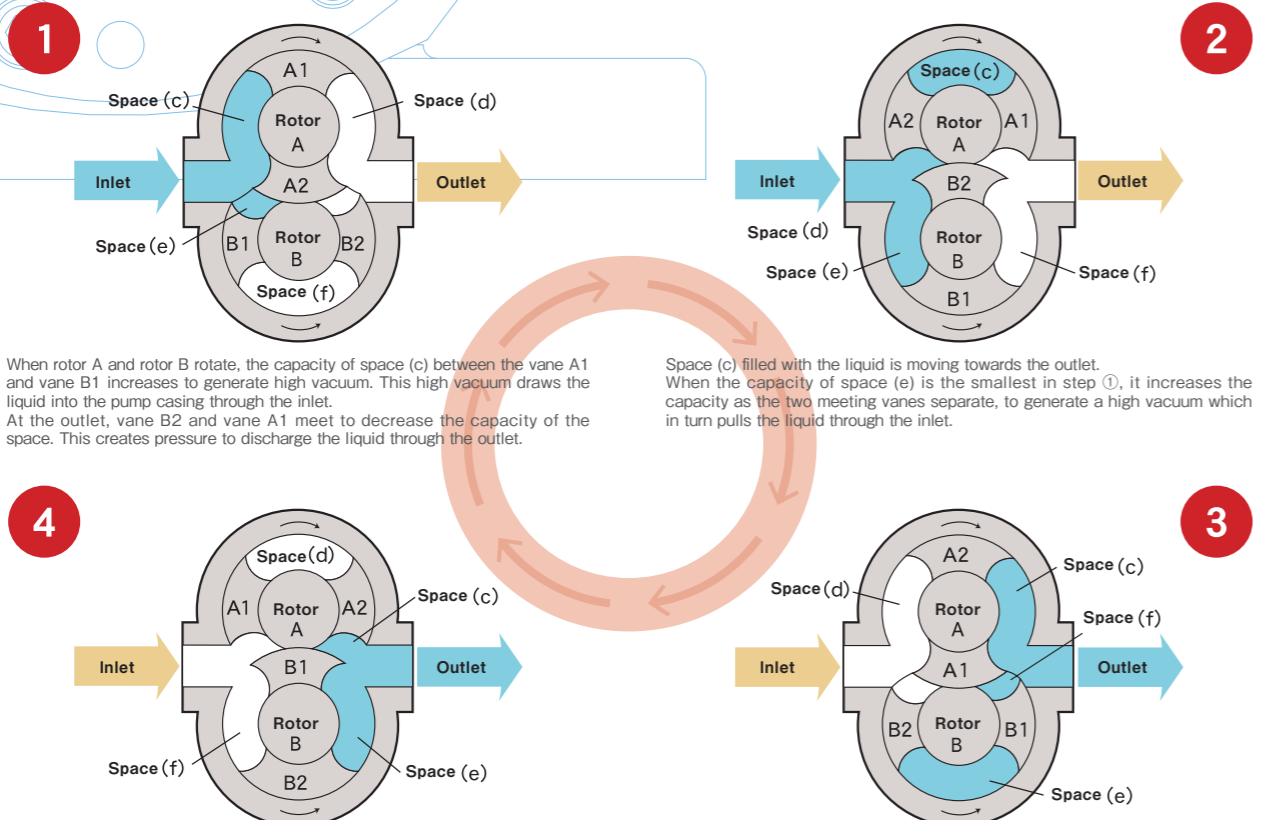 1
A1
Space (c)
Space (d)
Rotor
A
Inlet
A2
Outlet
Space (e)
B1
Rotor
B
B2
Space (f)
When rotor A and rotor B rotate, the capacity of space (c) between the vane A1
and vane B1 increases to generate high vacuum. This high vacuum draws the
liquid into the pump casing through the inlet.
At the outlet, vane B2 and vane A1 meet to decrease the capacity of the
space. This creates pressure to discharge the liquid through the outlet.
2
Space (c)
A2
Rotor
A
A1
Inlet
B2
Outlet
Space (d)
Rotor
B
Space (e)
Space (f)
B1
Space (c) filled with the liquid is moving towards the outlet.
When the capacity of space (e) is the smallest in step ①, it increases the
capacity as the two meeting vanes separate, to generate a high vacuum which
in turn pulls the liquid through the inlet.
4
Space (d)
A1
Rotor
A
A2
Space (c)
Inlet
B1
Outlet
Rotor
B
Space (f)
Space (e)
B2
3
A2
Space (c)
Space (d)
Rotor
A
Space (f)
Inlet
A1
Outlet
B2
Rotor
B
B1
Space (e)